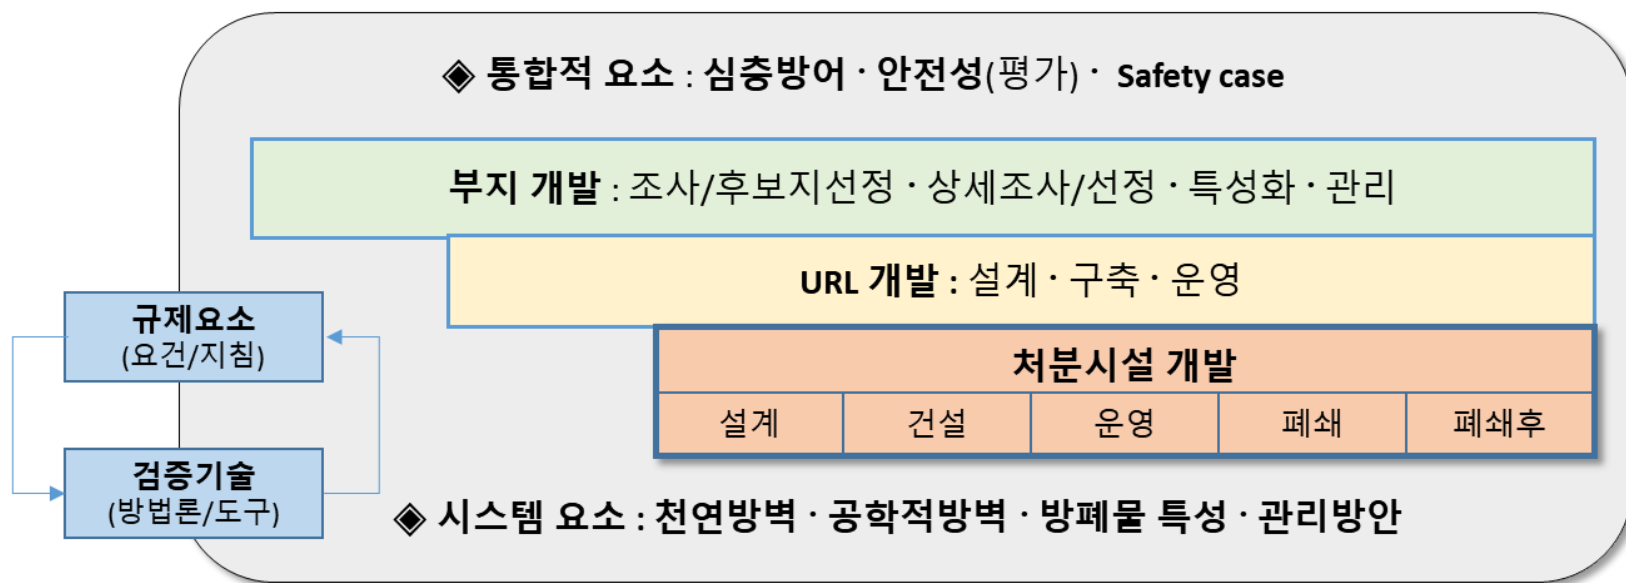 ◈ 통합적 요소 : 심층방어 · 안전성(평가) · Safety case
부지 개발 : 조사/후보지선정 · 상세조사/선정 · 특성화 · 관리
URL 개발 : 설계 · 구축 · 운영
규제요소
(요건/지침)
처분시설 개발
설계 건설 운영 폐쇄 폐쇄후
검증기술
(방법론/도구)
◈ 시스템 요소 : 천연방벽 · 공학적방벽 · 방폐물 특성 · 관리방안